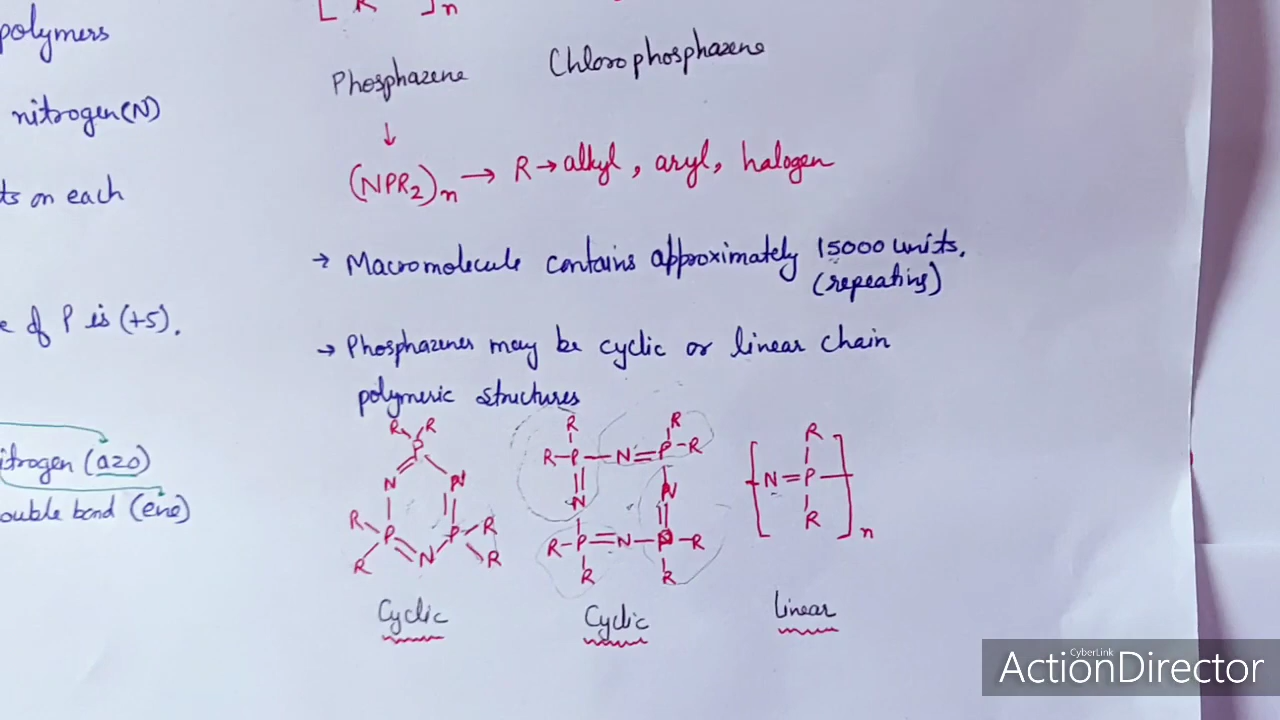 polymers
nitrogen (N)
ts on each
e of P is (+5).
itrogen (azo)
ouble bond (ene)
[ R ]n
Phosphazene
Chlorophosphazene
↓
(NPR2)n → R → alkyl, aryl, halogen
→ Macromolecule contains approximately 15000 units.
(repeating)
→ Phosphazenes may be cyclic or linear chain
polymeric structures
R R
P
N N
R P P R
R N R
Cyclic
R R
R-P-N=P-R
N N
R-P=N-P-R
R R
Cyclic
R
[N=P]n
R
Linear
CyberLink
ActionDirector